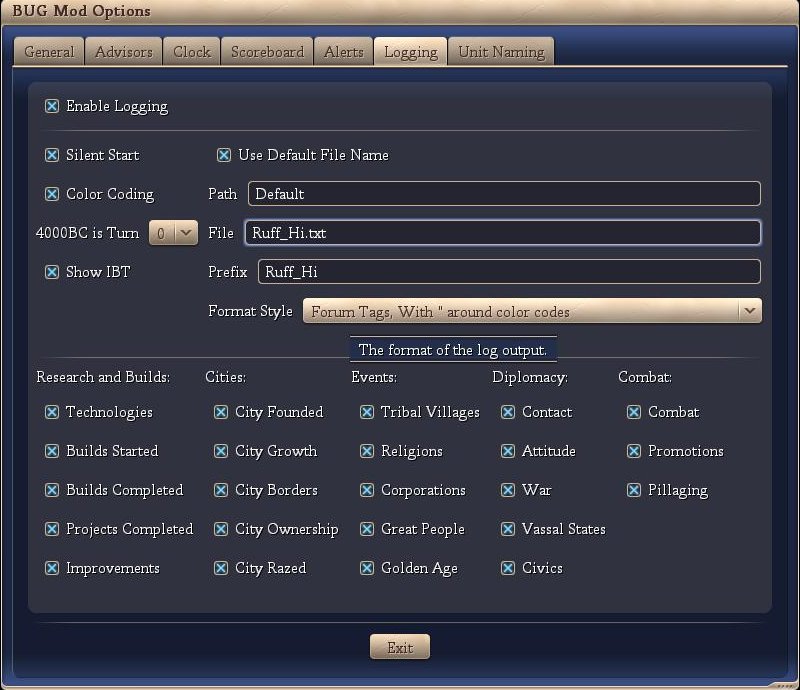 BUG Mod Options
General Advisors Clock Scoreboard Alerts Logging Unit Naming
Enable Logging
Silent Start Use Default File Name
Color Coding Path Default
4000BC is Turn 0 File Ruff_Hi.txt
Show IBT Prefix Ruff_Hi
Format Style Forum Tags, With " around color codes
The format of the log output.
Research and Builds: Cities: Events: Diplomacy: Combat:
Technologies City Founded Tribal Villages Contact Combat
Builds Started City Growth Religions Attitude Promotions
Builds Completed City Borders Corporations War Pillaging
Projects Completed City Ownership Great People Vassal States
Improvements City Razed Golden Age Civics
Exit